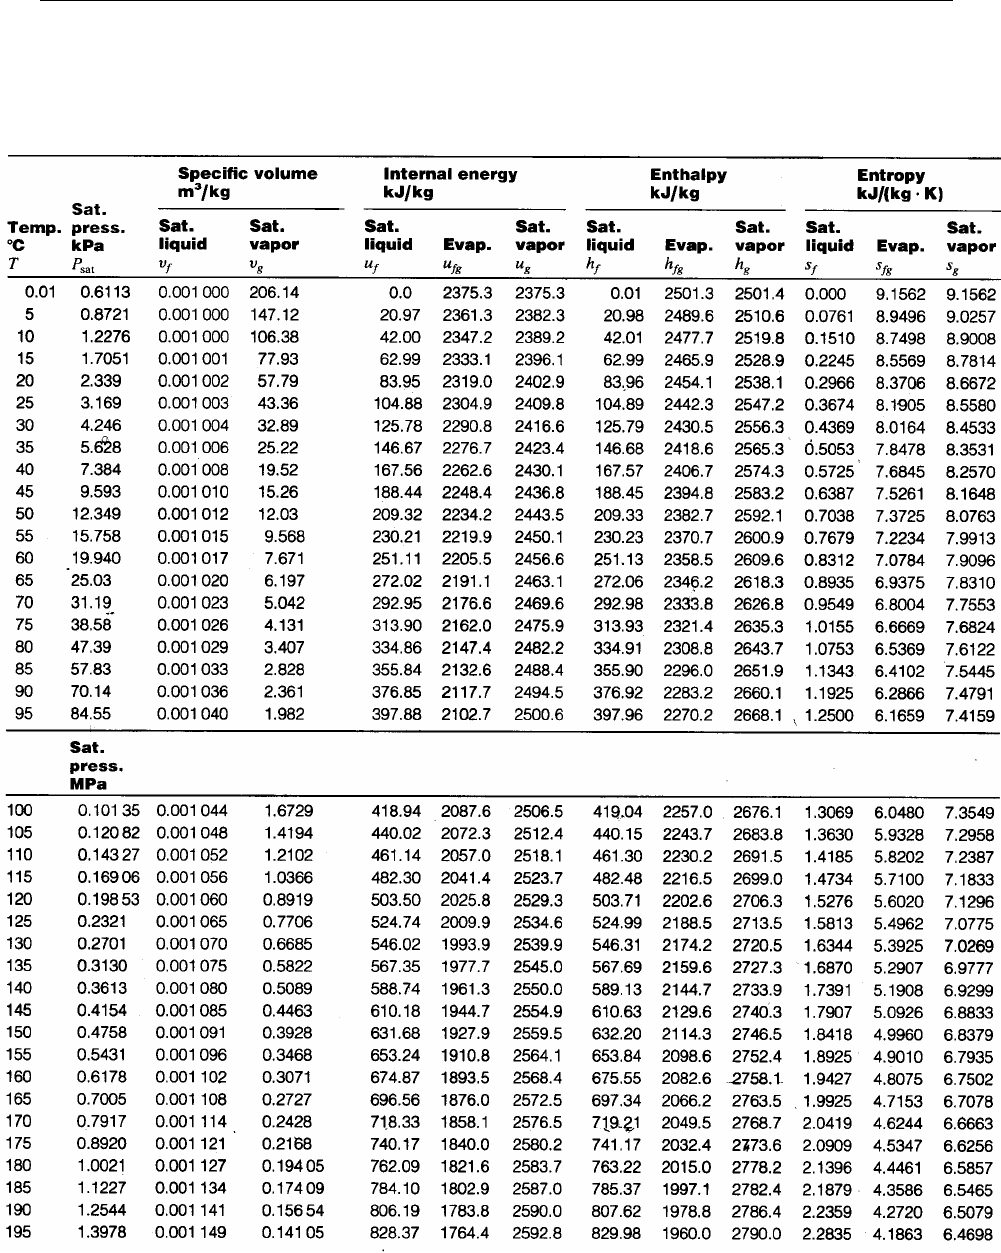 Specific volume Internal energy Enthalpy Entropy
m³/kg kJ/kg kJ/kg kJ/(kg · K)
Sat.
Temp. press. Sat. Sat. Sat. Sat. Sat. Sat. Sat. Sat.
°C kPa liquid vapor liquid Evap. vapor liquid Evap. vapor liquid Evap. vapor
T Psat vf vg uf ufg ug hf hfg hg sf sfg sg
0.01 0.6113 0.001 000 206.14 0.0 2375.3 2375.3 0.01 2501.3 2501.4 0.000 9.1562 9.1562
5 0.8721 0.001 000 147.12 20.97 2361.3 2382.3 20.98 2489.6 2510.6 0.0761 8.9496 9.0257
10 1.2276 0.001 000 106.38 42.00 2347.2 2389.2 42.01 2477.7 2519.8 0.1510 8.7498 8.9008
15 1.7051 0.001 001 77.93 62.99 2333.1 2396.1 62.99 2465.9 2528.9 0.2245 8.5569 8.7814
20 2.339 0.001 002 57.79 83.95 2319.0 2402.9 83.96 2454.1 2538.1 0.2966 8.3706 8.6672
25 3.169 0.001 003 43.36 104.88 2304.9 2409.8 104.89 2442.3 2547.2 0.3674 8.1905 8.5580
30 4.246 0.001 004 32.89 125.78 2290.8 2416.6 125.79 2430.5 2556.3 0.4369 8.0164 8.4533
35 5.628 0.001 006 25.22 146.67 2276.7 2423.4 146.68 2418.6 2565.3 0.5053 7.8478 8.3531
40 7.384 0.001 008 19.52 167.56 2262.6 2430.1 167.57 2406.7 2574.3 0.5725 7.6845 8.2570
45 9.593 0.001 010 15.26 188.44 2248.4 2436.8 188.45 2394.8 2583.2 0.6387 7.5261 8.1648
50 12.349 0.001 012 12.03 209.32 2234.2 2443.5 209.33 2382.7 2592.1 0.7038 7.3725 8.0763
55 15.758 0.001 015 9.568 230.21 2219.9 2450.1 230.23 2370.7 2600.9 0.7679 7.2234 7.9913
60 19.940 0.001 017 7.671 251.11 2205.5 2456.6 251.13 2358.5 2609.6 0.8312 7.0784 7.9096
65 25.03 0.001 020 6.197 272.02 2191.1 2463.1 272.06 2346.2 2618.3 0.8935 6.9375 7.8310
70 31.19 0.001 023 5.042 292.95 2176.6 2469.6 292.98 2333.8 2626.8 0.9549 6.8004 7.7553
75 38.58 0.001 026 4.131 313.90 2162.0 2475.9 313.93 2321.4 2635.3 1.0155 6.6669 7.6824
80 47.39 0.001 029 3.407 334.86 2147.4 2482.2 334.91 2308.8 2643.7 1.0753 6.5369 7.6122
85 57.83 0.001 033 2.828 355.84 2132.6 2488.4 355.90 2296.0 2651.9 1.1343 6.4102 7.5445
90 70.14 0.001 036 2.361 376.85 2117.7 2494.5 376.92 2283.2 2660.1 1.1925 6.2866 7.4791
95 84.55 0.001 040 1.982 397.88 2102.7 2500.6 397.96 2270.2 2668.1 1.2500 6.1659 7.4159
Sat.
press.
MPa
100 0.101 35 0.001 044 1.6729 418.94 2087.6 2506.5 419.04 2257.0 2676.1 1.3069 6.0480 7.3549
105 0.120 82 0.001 048 1.4194 440.02 2072.3 2512.4 440.15 2243.7 2683.8 1.3630 5.9328 7.2958
110 0.143 27 0.001 052 1.2102 461.14 2057.0 2518.1 461.30 2230.2 2691.5 1.4185 5.8202 7.2387
115 0.169 06 0.001 056 1.0366 482.30 2041.4 2523.7 482.48 2216.5 2699.0 1.4734 5.7100 7.1833
120 0.198 53 0.001 060 0.8919 503.50 2025.8 2529.3 503.71 2202.6 2706.3 1.5276 5.6020 7.1296
125 0.2321 0.001 065 0.7706 524.74 2009.9 2534.6 524.99 2188.5 2713.5 1.5813 5.4962 7.0775
130 0.2701 0.001 070 0.6685 546.02 1993.9 2539.9 546.31 2174.2 2720.5 1.6344 5.3925 7.0269
135 0.3130 0.001 075 0.5822 567.35 1977.7 2545.0 567.69 2159.6 2727.3 1.6870 5.2907 6.9777
140 0.3613 0.001 080 0.5089 588.74 1961.3 2550.0 589.13 2144.7 2733.9 1.7391 5.1908 6.9299
145 0.4154 0.001 085 0.4463 610.18 1944.7 2554.9 610.63 2129.6 2740.3 1.7907 5.0926 6.8833
150 0.4758 0.001 091 0.3928 631.68 1927.9 2559.5 632.20 2114.3 2746.5 1.8418 4.9960 6.8379
155 0.5431 0.001 096 0.3468 653.24 1910.8 2564.1 653.84 2098.6 2752.4 1.8925 4.9010 6.7935
160 0.6178 0.001 102 0.3071 674.87 1893.5 2568.4 675.55 2082.6 2758.1 1.9427 4.8075 6.7502
165 0.7005 0.001 108 0.2727 696.56 1876.0 2572.5 697.34 2066.2 2763.5 1.9925 4.7153 6.7078
170 0.7917 0.001 114 0.2428 718.33 1858.1 2576.5 719.21 2049.5 2768.7 2.0419 4.6244 6.6663
175 0.8920 0.001 121 0.2168 740.17 1840.0 2580.2 741.17 2032.4 2773.6 2.0909 4.5347 6.6256
180 1.0021 0.001 127 0.194 05 762.09 1821.6 2583.7 763.22 2015.0 2778.2 2.1396 4.4461 6.5857
185 1.1227 0.001 134 0.174 09 784.10 1802.9 2587.0 785.37 1997.1 2782.4 2.1879 4.3586 6.5465
190 1.2544 0.001 141 0.156 54 806.19 1783.8 2590.0 807.62 1978.8 2786.4 2.2359 4.2720 6.5079
195 1.3978 0.001 149 0.141 05 828.37 1764.4 2592.8 829.98 1960.0 2790.0 2.2835 4.1863 6.4698